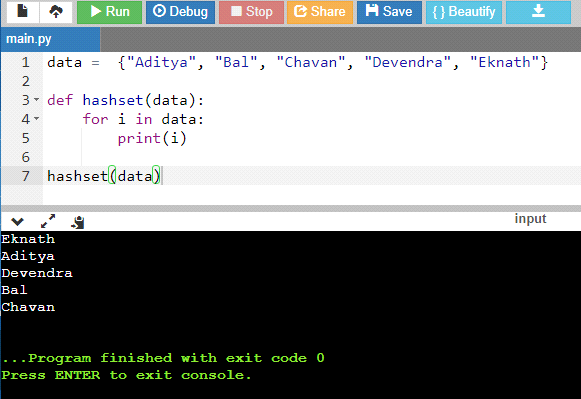 Run Debug Stop Share Save { } Beautify
main.py
1 data =  {"Aditya", "Bal", "Chavan", "Devendra", "Eknath"}
2
3 def hashset(data):
4     for i in data:
5         print(i)
6
7 hashset(data)
input
Eknath
Aditya
Devendra
Bal
Chavan
...Program finished with exit code 0
Press ENTER to exit console.